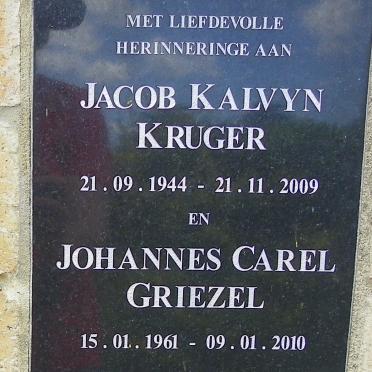 MET LIEFDEVOLLE
HERINNERINGE AAN
JACOB KALVYN
KRUGER
21.09.1944 - 21.11.2009
EN
JOHANNES CAREL
GRIEZEL
15.01.1961 - 09.01.2010